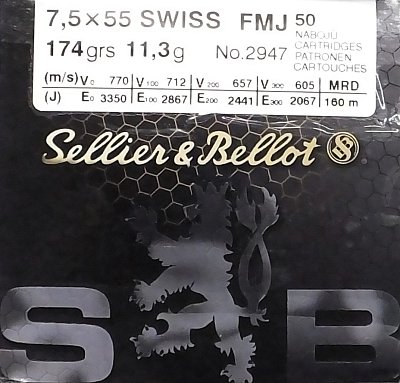 7,5×55 SWISS FMJ 50
NÁBOJŮ
CARTRIDGES
174grs 11,3g No.2947 PATRONEN
CARTOUCHES
(m/s) V0 770 V100 712 V200 657 V300 605 MRD
(J) E0 3350 E100 2867 E200 2441 E300 2067 160 m
Sellier & Bellot SB
S B